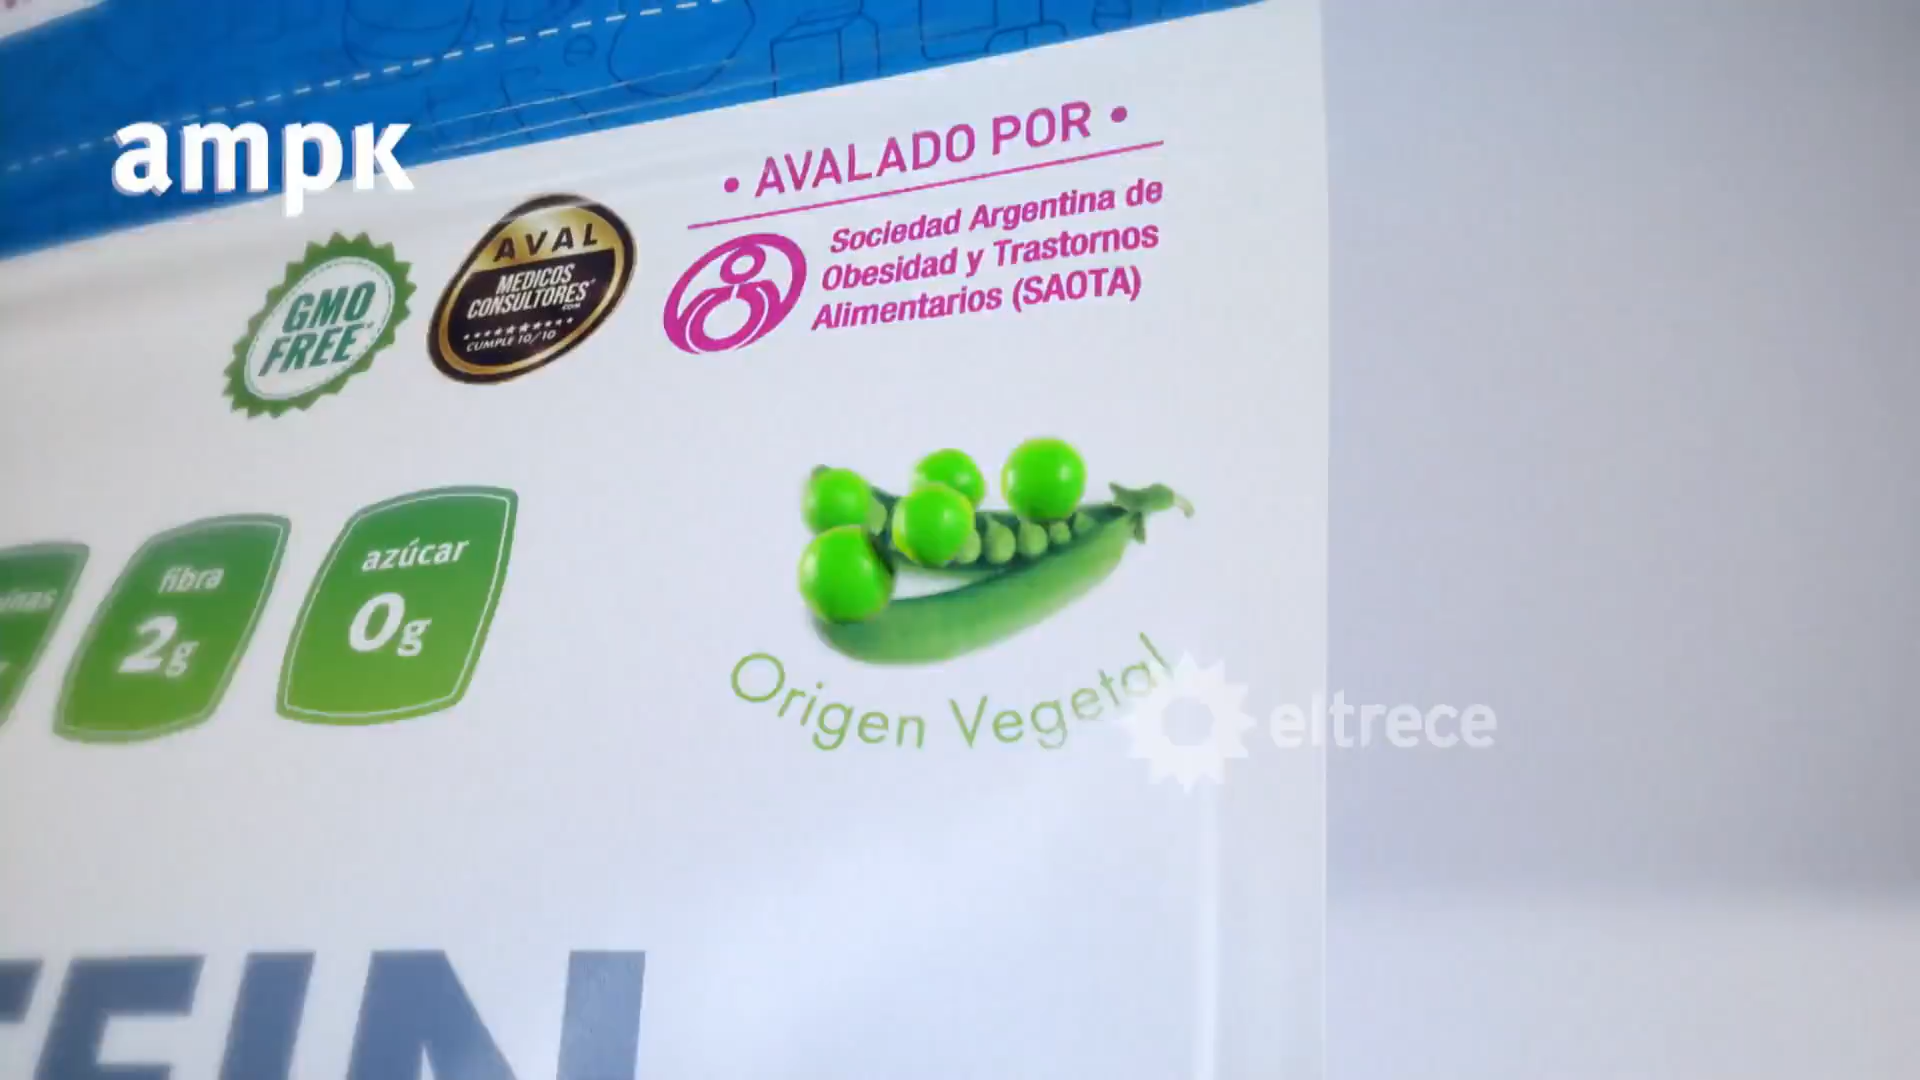 ampk
• AVALADO POR •
Sociedad Argentina de
Obesidad y Trastornos
Alimentarios (SAOTA)
AVAL
MEDICOS
CONSULTORES
CUMPLE 10/10
GMO
FREE
fibra
2g
azúcar
0g
Origen Vegetal
eltrece